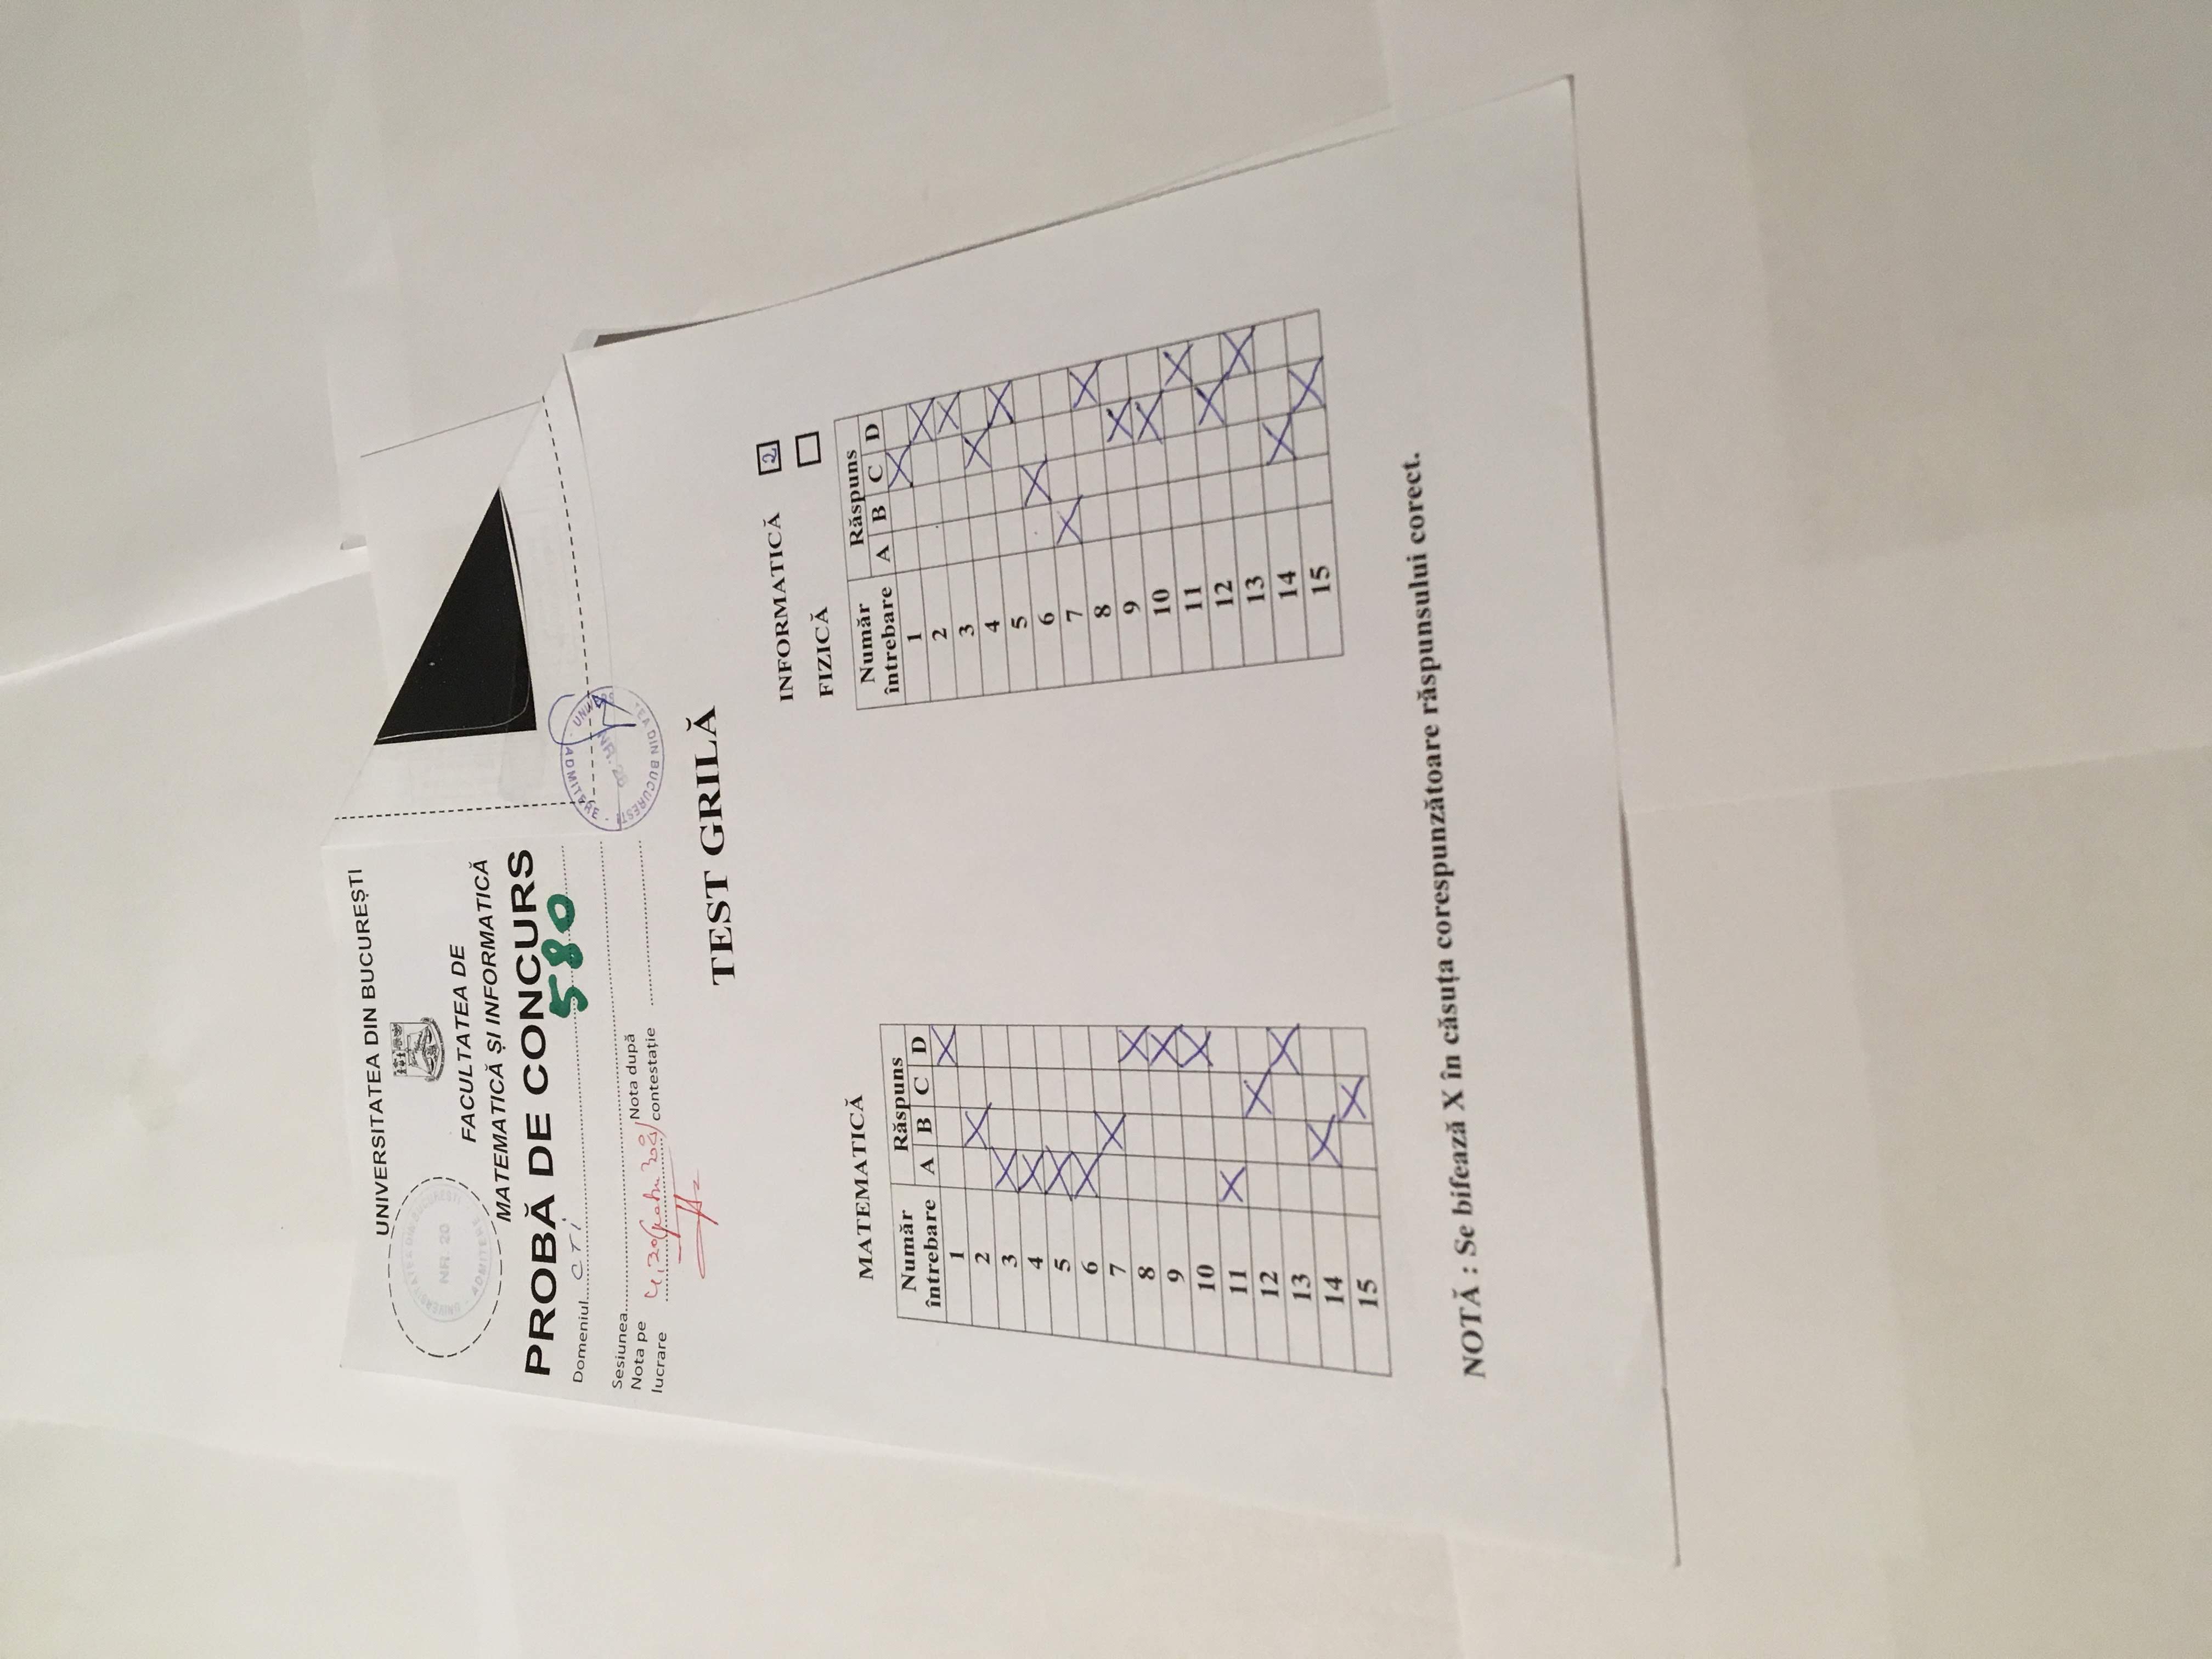 UNIVERSITATEA DIN BUCUREȘTI
UNIVERSITATEA DIN BUCUREȘTI
NR. 20
ADMITERE
FACULTATEA DE
MATEMATICĂ ȘI INFORMATICĂ
PROBĂ DE CONCURS
580
Domeniul CTI
Sesiunea
Nota pe lucrare 4,20 (patru 20%)
Nota după contestație
ADMITERE
NR. 20
DIN BUCUREȘTI
TEST GRILĂ
INFORMATICĂ 2
FIZICĂ
MATEMATICĂ
Număr întrebare Răspuns
A B C D
1 X
2 X
3 X
4 X
5 X
6 X
7 X
8 X
9 X
10 X
11 X
12 X
13 X
14 X
15 X
Număr întrebare Răspuns
A B C D
1 X
2 X
3 X
4 X
5 X
6 X
7 X
8 X
9 X
10 X
11 X
12 X
13 X
14 X
15 X
NOTĂ : Se bifează X în căsuța corespunzătoare răspunsului corect.